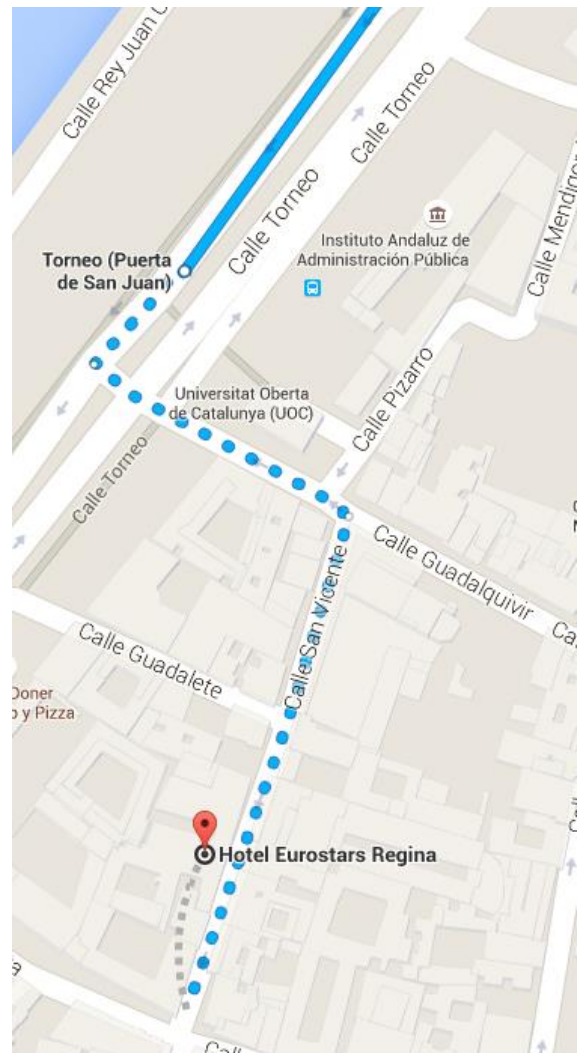 Calle Rey Juan C
Calle Torneo
Calle Torneo
Calle Mendigor
Instituto Andaluz de
Administración Pública
Torneo (Puerta
de San Juan)
Universitat Oberta
de Catalunya (UOC)
Calle Pizarro
Calle Torneo
Calle Guadalquivir
Calle San Vicente
Calle Guadalete
Doner
o y Pizza
Hotel Eurostars Regina